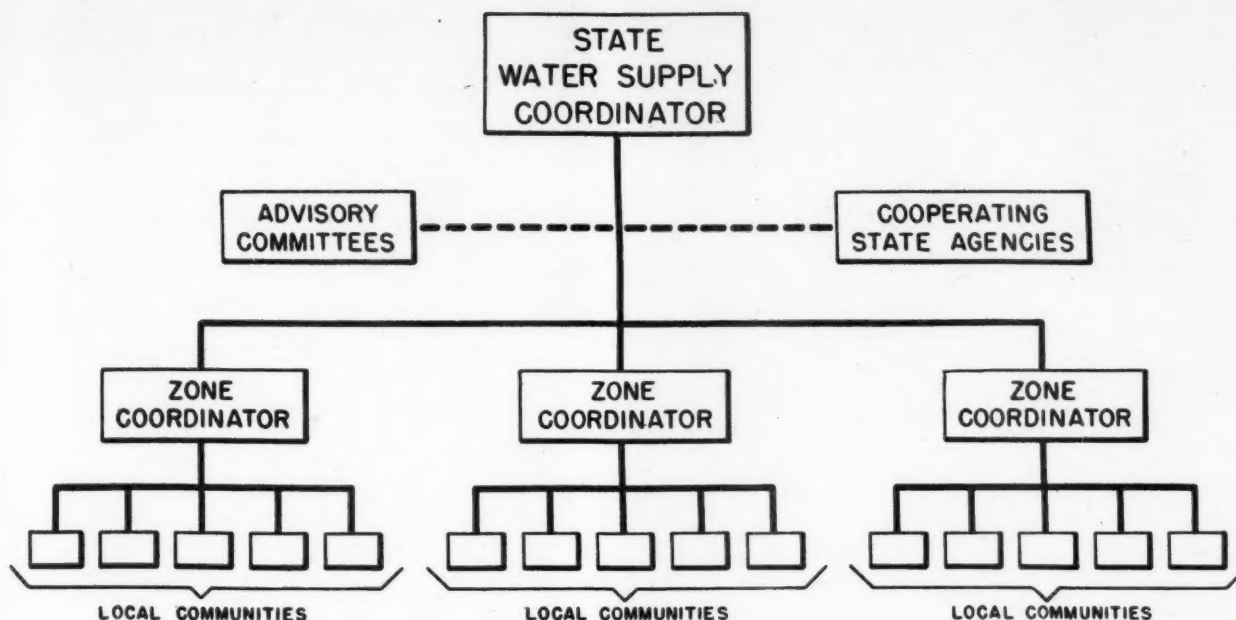 STATE
WATER SUPPLY
COORDINATOR
ADVISORY
COMMITTEES
COOPERATING
STATE AGENCIES
ZONE
COORDINATOR
ZONE
COORDINATOR
ZONE
COORDINATOR
LOCAL COMMUNITIES
LOCAL COMMUNITIES
LOCAL COMMUNITIES